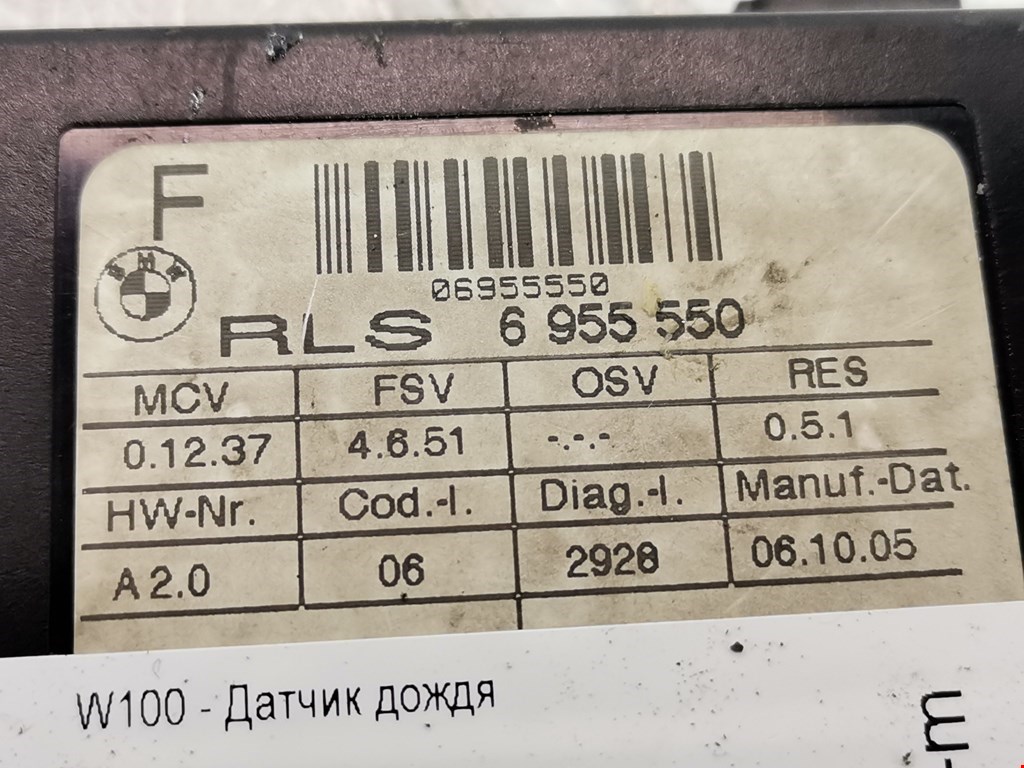 F
BMW
06955550
RLS 6 955 550
MCV FSV OSV RES
0.12.37 4.6.51 -.-.- 0.5.1
HW-Nr. Cod.-I. Diag.-I. Manuf.-Dat.
A 2.0 06 2928 06.10.05
W100 - Датчик дождя
-m